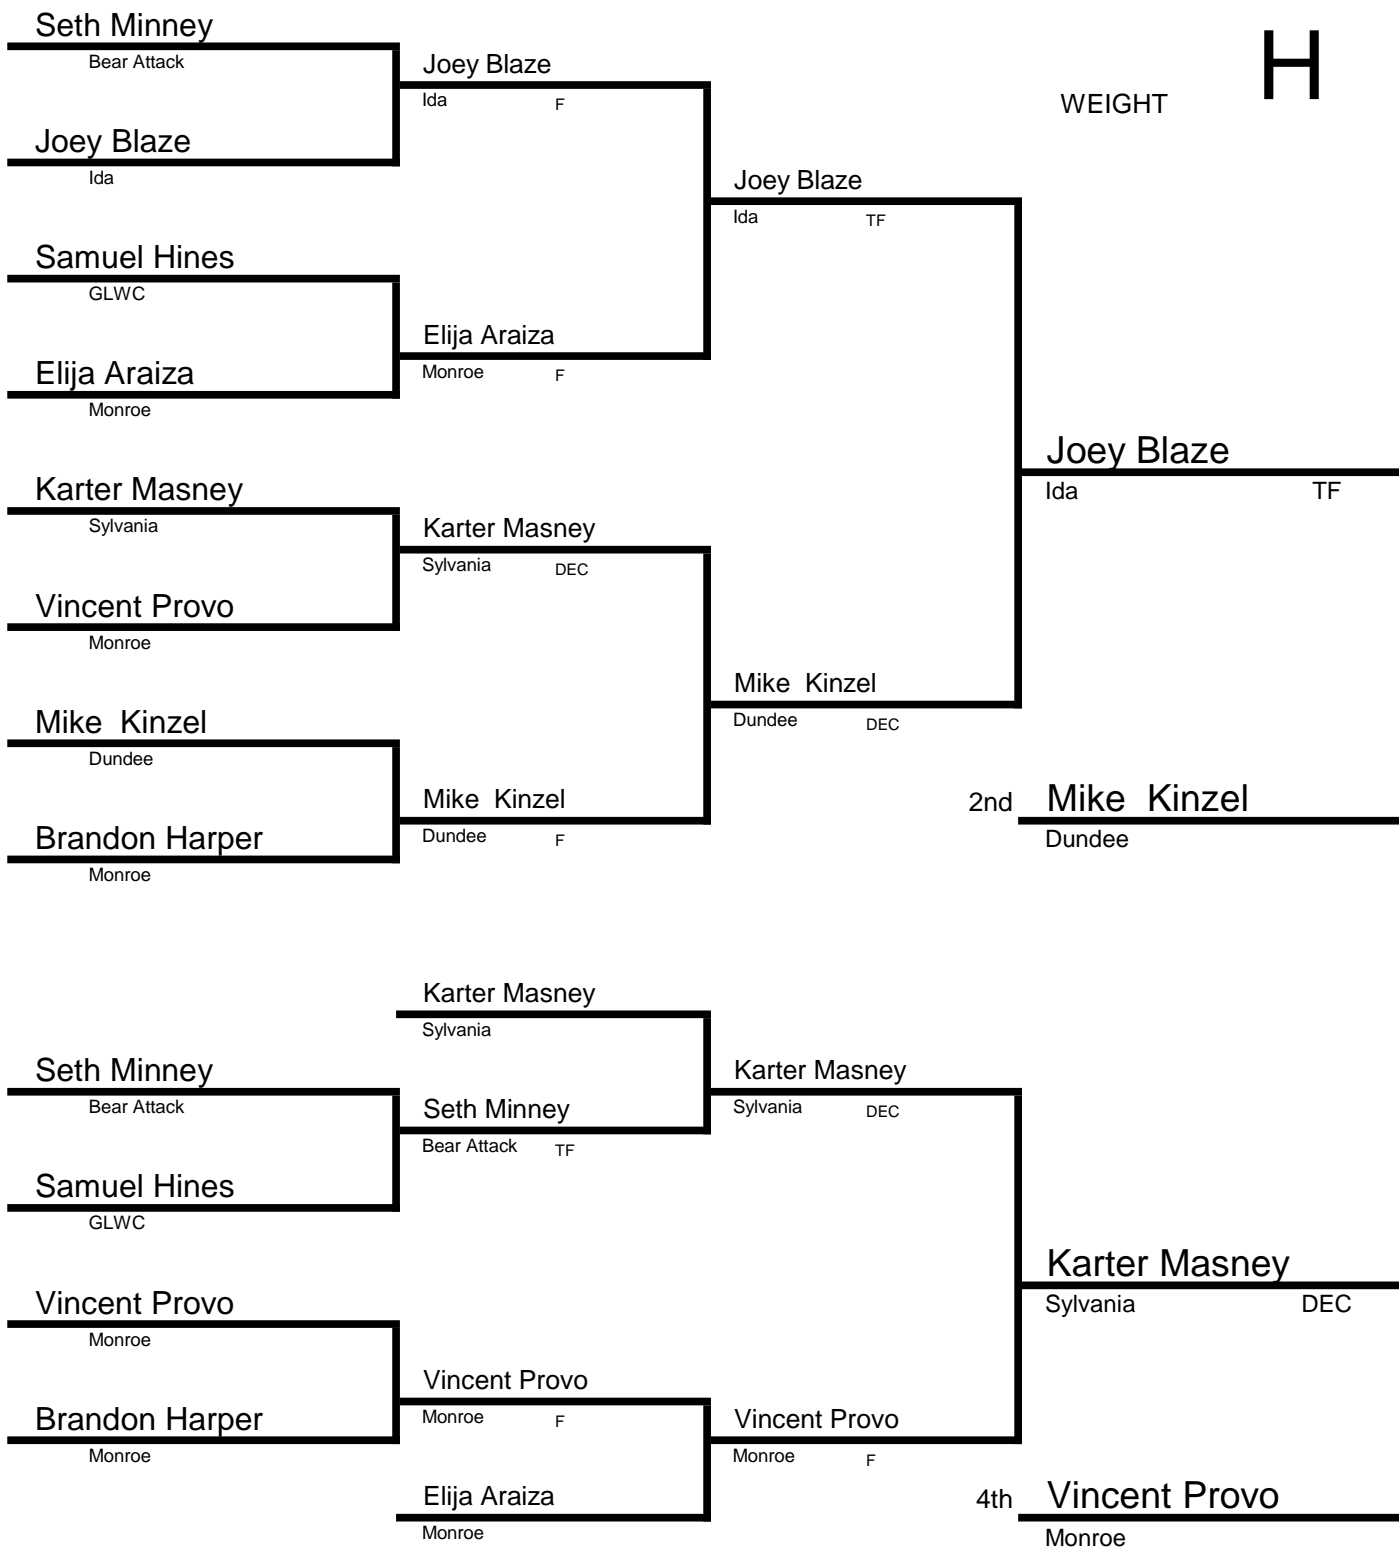 Seth Minney
Bear Attack
Joey Blaze
Ida F
H
WEIGHT
Joey Blaze
Ida
Joey Blaze
Ida TF
Samuel Hines
GLWC
Elija Araiza
Monroe F
Elija Araiza
Monroe
Joey Blaze
Ida TF
Karter Masney
Sylvania
Karter Masney
Sylvania DEC
Vincent Provo
Monroe
Mike  Kinzel
Dundee DEC
Mike  Kinzel
Dundee
Mike  Kinzel
Dundee F
2nd Mike  Kinzel
Dundee
Brandon Harper
Monroe
Karter Masney
Sylvania
Seth Minney
Bear Attack
Karter Masney
Sylvania DEC
Seth Minney
Bear Attack TF
Samuel Hines
GLWC
Karter Masney
Sylvania DEC
Vincent Provo
Monroe
Vincent Provo
Monroe F
Brandon Harper
Monroe
Vincent Provo
Monroe F
Elija Araiza
Monroe
4th Vincent Provo
Monroe